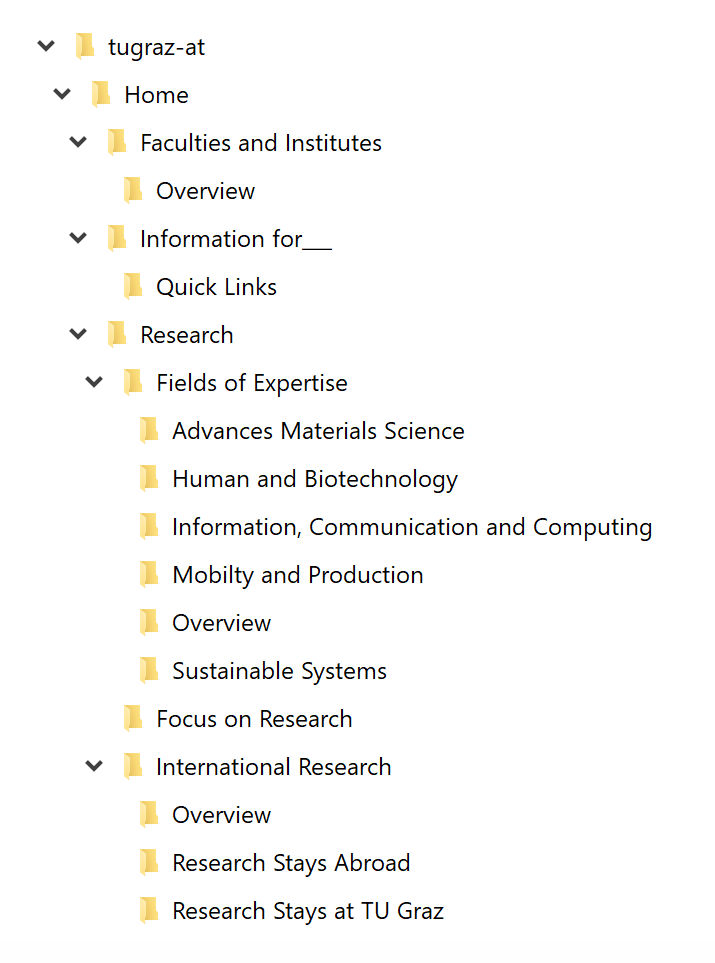 tugraz-at
Home
Faculties and Institutes
Overview
Information for___
Quick Links
Research
Fields of Expertise
Advances Materials Science
Human and Biotechnology
Information, Communication and Computing
Mobilty and Production
Overview
Sustainable Systems
Focus on Research
International Research
Overview
Research Stays Abroad
Research Stays at TU Graz